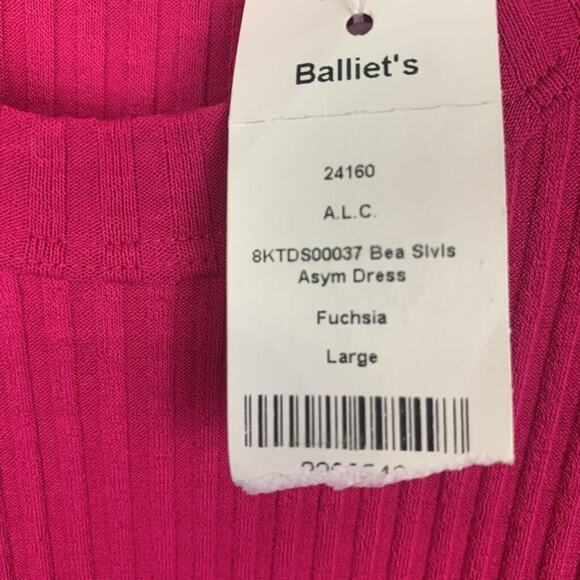 Balliet's
24160
A.L.C.
8KTDS00037 Bea Slvls
Asym Dress
Fuchsia
Large